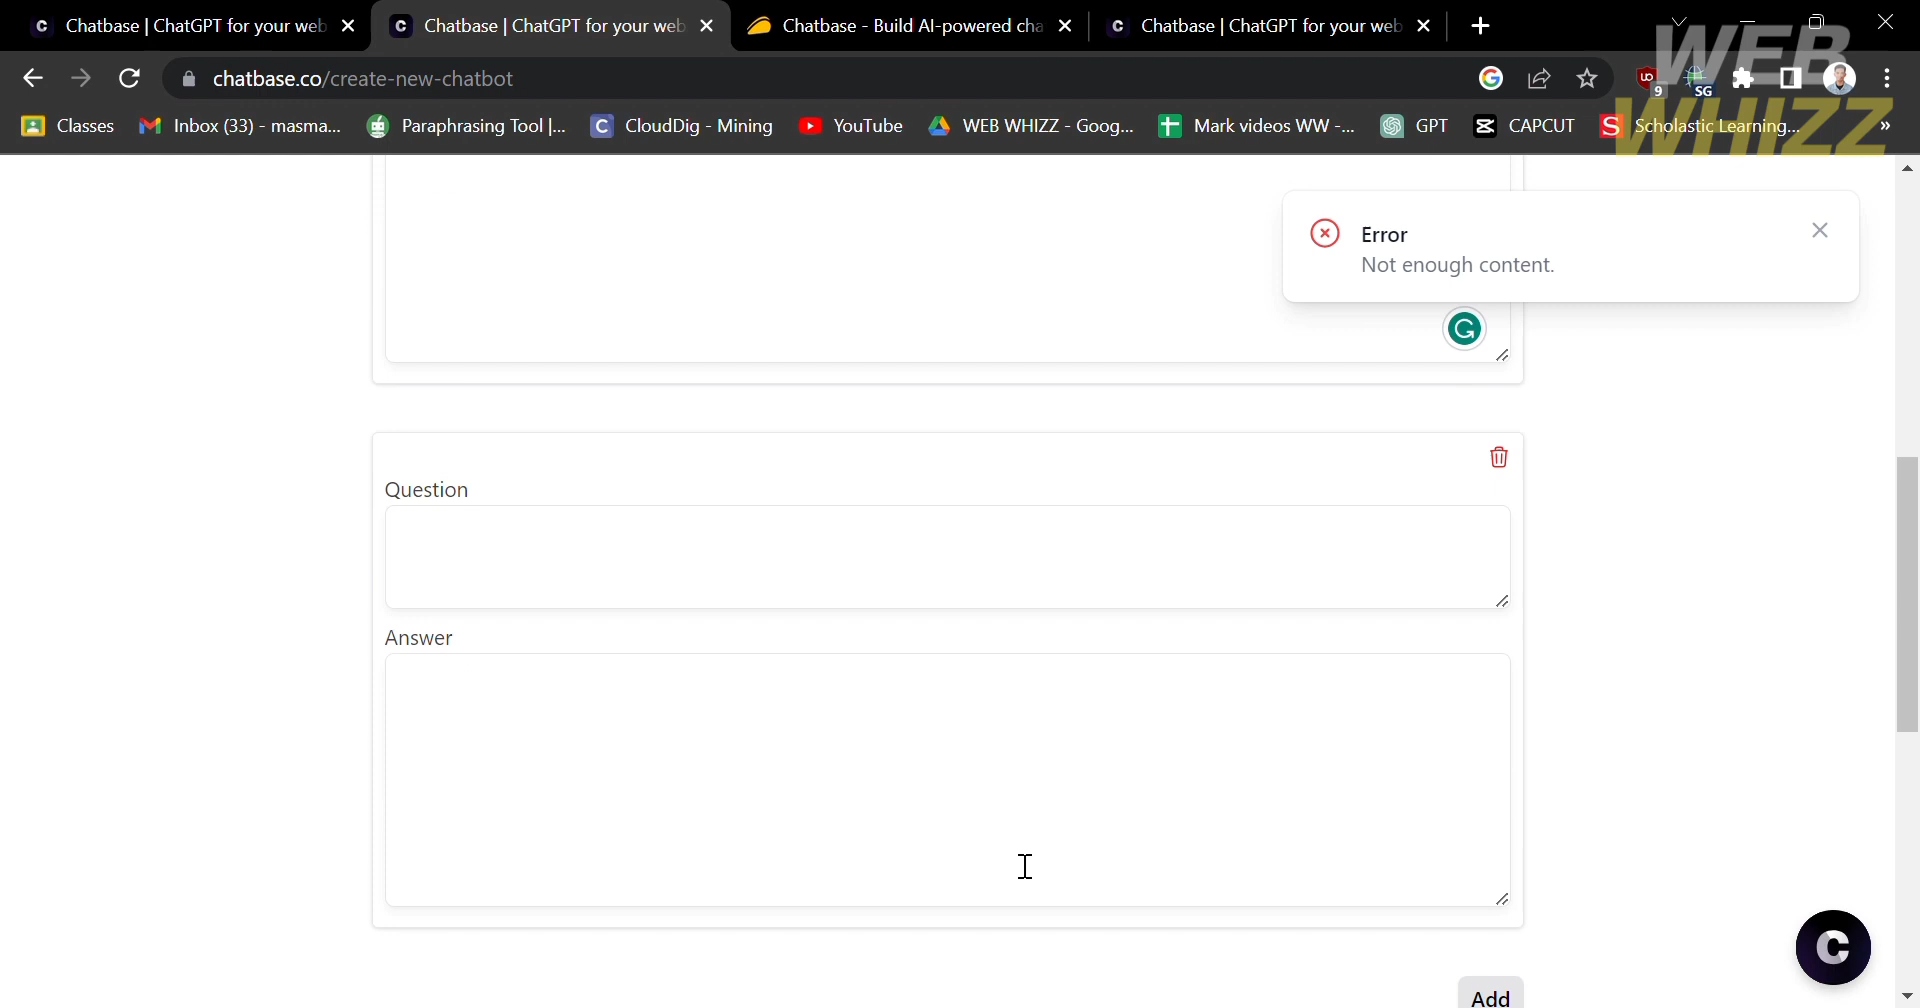 Chatbase | ChatGPT for your web
Chatbase | ChatGPT for your web
Chatbase - Build AI-powered cha
Chatbase | ChatGPT for your web
chatbase.co/create-new-chatbot
9
SG
WEB
WHIZZ
Classes
Inbox (33) - masma...
Paraphrasing Tool |...
CloudDig - Mining
YouTube
WEB WHIZZ - Goog...
Mark videos WW -...
GPT
CAPCUT
Scholastic Learning...
Error
Not enough content.
Question
Answer
Add